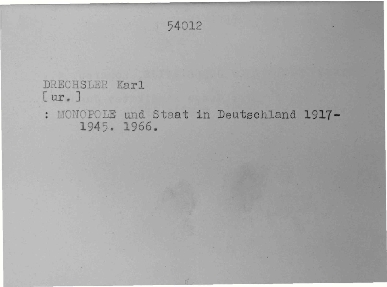 54012
DRECHSLER Karl
[ur.]
: MONOPOLE und Staat in Deutschland 1917-
1945. 1966.